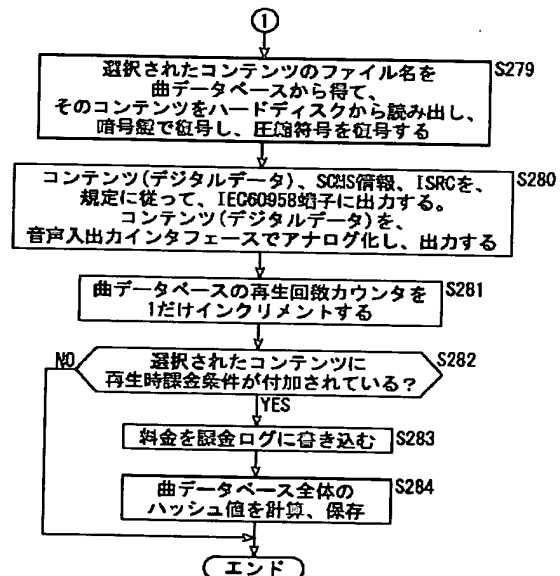 1
選択されたコンテンツのファイル名を S279
曲データベースから得て、
そのコンテンツをハードディスクから読み出し、
暗号鍵で復号し、圧縮符号を復号する
コンテンツ(デジタルデータ)、SCMS情報、ISRCを、 S280
規定に従って、IEC60958端子に出力する。
コンテンツ(デジタルデータ)を、
音声入出力インタフェースでアナログ化し、出力する
曲データベースの再生回数カウンタを S281
1だけインクリメントする
選択されたコンテンツに S282
再生時課金条件が付加されている?
NO
YES
料金を課金ログに書き込む S283
曲データベース全体の S284
ハッシュ値を計算、保存
エンド